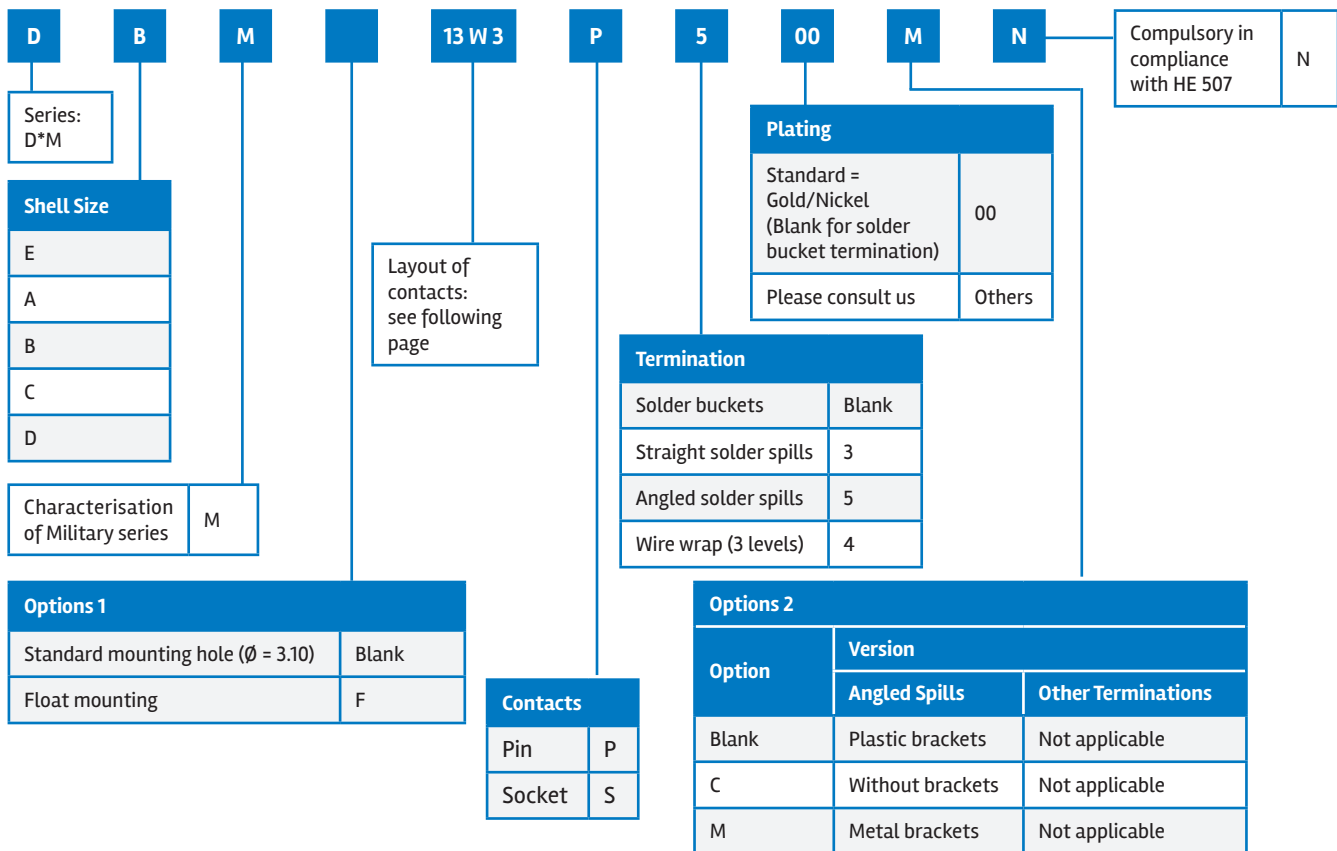 D B M 13 W 3 P 5 00 M N
Compulsory in
compliance
with HE 507
N
Series:
D*M
Plating
Standard =
Gold/Nickel
(Blank for solder
bucket termination)
00
Please consult us Others
Shell Size
E
A
B
C
D
Layout of
contacts:
see following
page
Termination
Solder buckets Blank
Straight solder spills 3
Angled solder spills 5
Wire wrap (3 levels) 4
Characterisation
of Military series
M
Options 1
Standard mounting hole (Ø = 3.10) Blank
Float mounting F
Contacts
Pin P
Socket S
Options 2
Option
Version
Angled Spills Other Terminations
Blank Plastic brackets Not applicable
C Without brackets Not applicable
M Metal brackets Not applicable